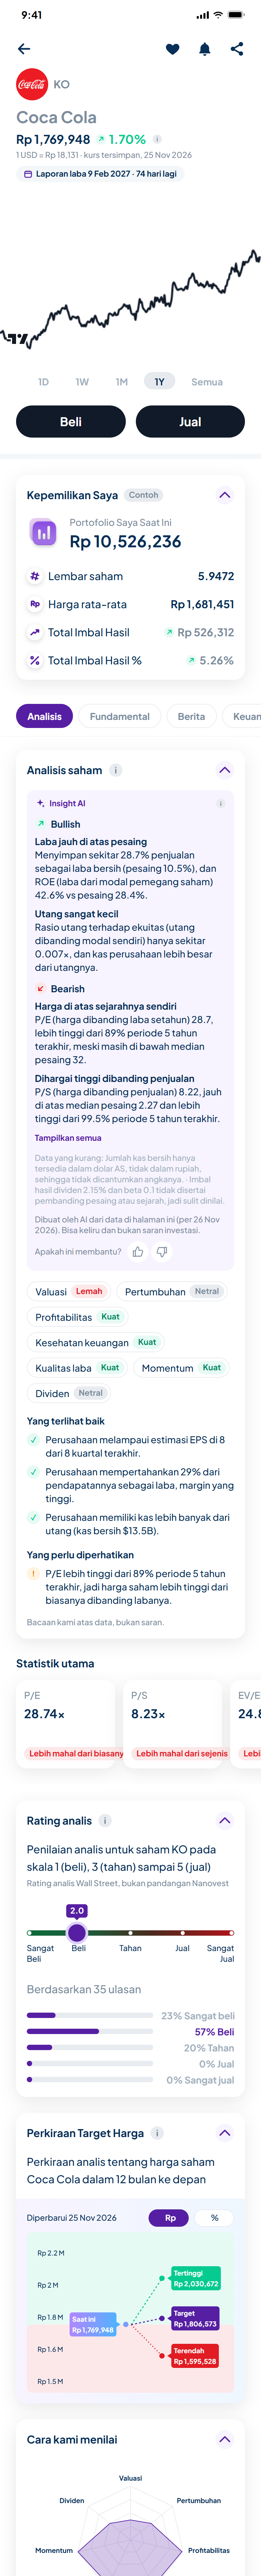 9:41
Coca-Cola
KO
Coca Cola
Rp 1,769,948 1.70% i
1 USD = Rp 18,131 · kurs tersimpan, 25 Nov 2026
Laporan laba 9 Feb 2027 · 74 hari lagi
1D 1W 1M 1Y Semua
Beli Jual
Kepemilikan Saya Contoh
Portofolio Saya Saat Ini
Rp 10,526,236
Lembar saham 5.9472
Rp Harga rata-rata Rp 1,681,451
Total Imbal Hasil Rp 526,312
Total Imbal Hasil % 5.26%
Analisis Fundamental Berita Keuan
Analisis saham i
Insight AI i
Bullish
Laba jauh di atas pesaing
Menyimpan sekitar 28.7% penjualan
sebagai laba bersih (pesaing 10.5%), dan
ROE (laba dari modal pemegang saham)
42.6% vs pesaing 28.4%.
Utang sangat kecil
Rasio utang terhadap ekuitas (utang
dibanding modal sendiri) hanya sekitar
0.007×, dan kas perusahaan lebih besar
dari utangnya.
Bearish
Harga di atas sejarahnya sendiri
P/E (harga dibanding laba setahun) 28.7,
lebih tinggi dari 89% periode 5 tahun
terakhir, meski masih di bawah median
pesaing 32.
Dihargai tinggi dibanding penjualan
P/S (harga dibanding penjualan) 8.22, jauh
di atas median pesaing 2.27 dan lebih
tinggi dari 99.5% periode 5 tahun terakhir.
Tampilkan semua
Data yang kurang: Jumlah kas bersih hanya
tersedia dalam dolar AS, tidak dalam rupiah,
sehingga tidak dicantumkan angkanya. · Imbal
hasil dividen 2.15% dan beta 0.1 tidak disertai
pembanding pesaing atau sejarah, jadi sulit dinilai.
Dibuat oleh AI dari data di halaman ini (per 26 Nov
2026). Bisa keliru dan bukan saran investasi.
Apakah ini membantu?
Valuasi Lemah Pertumbuhan Netral
Profitabilitas Kuat
Kesehatan keuangan Kuat
Kualitas laba Kuat Momentum Kuat
Dividen Netral
Yang terlihat baik
Perusahaan melampaui estimasi EPS di 8
dari 8 kuartal terakhir.
Perusahaan mempertahankan 29% dari
pendapatannya sebagai laba, margin yang
tinggi.
Perusahaan memiliki kas lebih banyak dari
utang (kas bersih $13.5B).
Yang perlu diperhatikan
P/E lebih tinggi dari 89% periode 5 tahun
terakhir, jadi harga saham lebih tinggi dari
biasanya dibanding labanya.
Bacaan kami atas data, bukan saran.
Statistik utama
P/E P/S EV/E
28.74× 8.23× 24.8
Lebih mahal dari biasany Lebih mahal dari sejenis Lebi
Rating analis i
Penilaian analis untuk saham KO pada
skala 1 (beli), 3 (tahan) sampai 5 (jual)
Rating analis Wall Street, bukan pandangan Nanovest
2.0
Sangat Beli Tahan Jual Sangat
Beli Jual
Berdasarkan 35 ulasan
23% Sangat beli
57% Beli
20% Tahan
0% Jual
0% Sangat jual
Perkiraan Target Harga i
Perkiraan analis tentang harga saham
Coca Cola dalam 12 bulan ke depan
Diperbarui 25 Nov 2026 Rp %
Rp 2.2 M
Rp 2 M
Rp 1.8 M
Rp 1.6 M
Rp 1.5 M
Saat ini
Rp 1,769,948
Tertinggi
Rp 2,030,672
Target
Rp 1,806,573
Terendah
Rp 1,595,528
Cara kami menilai
Valuasi
Dividen Pertumbuhan
Momentum Profitabilitas